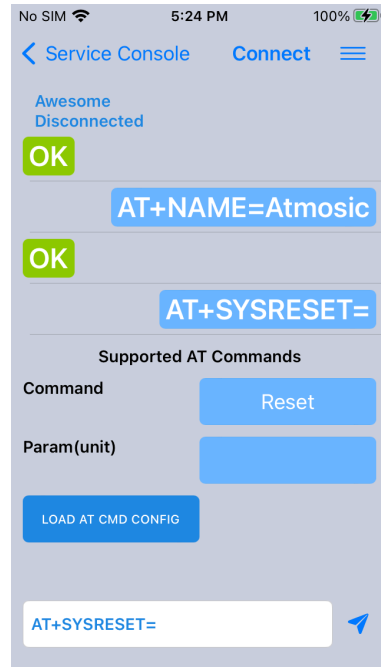 No SIM 5:24 PM 100%
Service Console Connect
Awesome
Disconnected
OK
AT+NAME=Atmosic
OK
AT+SYSRESET=
Supported AT Commands
Command Reset
Param(unit)
LOAD AT CMD CONFIG
AT+SYSRESET=